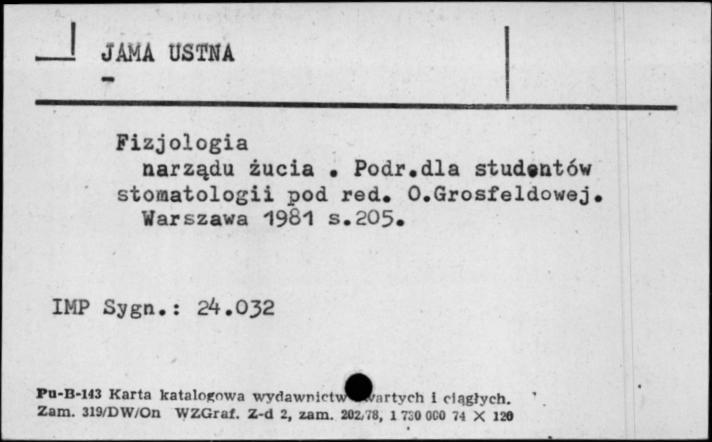 JAMA USTNA
-
Fizjologia
narządu żucia . Podr.dla studentów
stomatologii pod red. O.Grosfeldowej.
Warszawa 1981 s.205.
IMP Sygn.: 24.032
Pu-B-143 Karta katalogowa wydawnictw i ciągłych.
Zam. 319/DW/On WZGraf. Z-d 2, zam. 202/78, 1 730 000 74 X 120